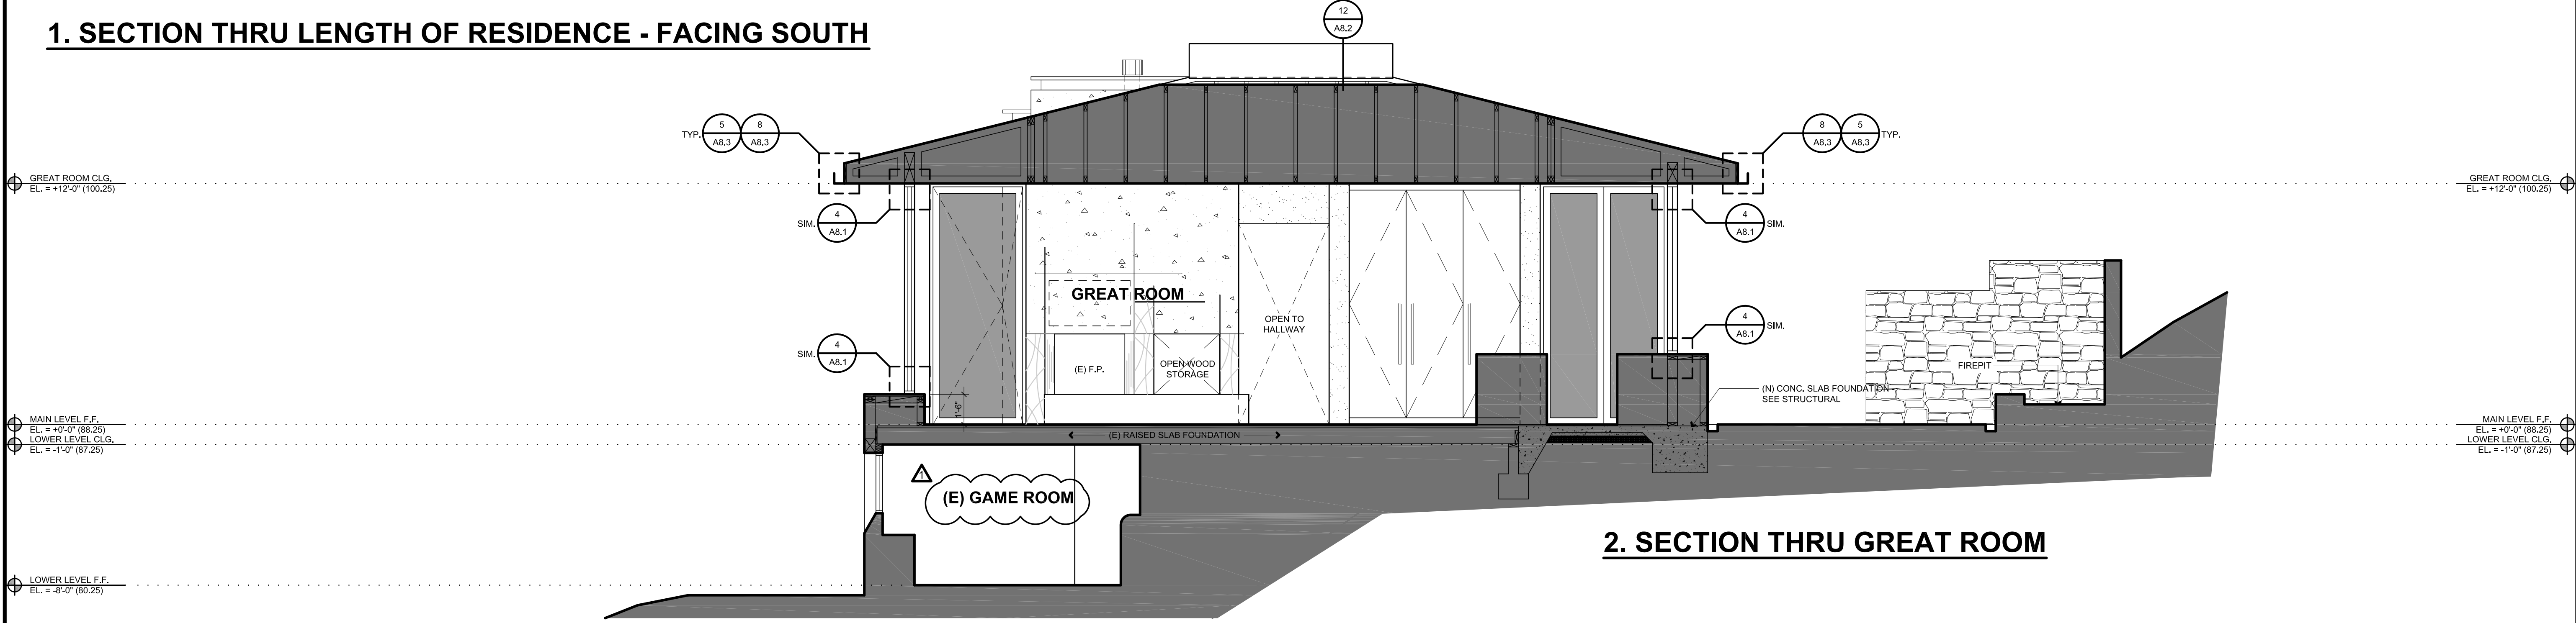 1. SECTION THRU LENGTH OF RESIDENCE - FACING SOUTH
12
A8.2
TYP.
5
A8.3
8
A8.3
8
A8.3
5
A8.3
TYP.
GREAT ROOM CLG.
EL. = +12'-0" (100.25)
GREAT ROOM CLG.
EL. = +12'-0" (100.25)
SIM.
4
A8.1
4
A8.1
SIM.
GREAT ROOM
OPEN TO
HALLWAY
SIM.
4
A8.1
4
A8.1
SIM.
(E) F.P.
OPEN WOOD
STORAGE
FIREPIT
1'-6"
(N) CONC. SLAB FOUNDATION -
SEE STRUCTURAL
MAIN LEVEL F.F.
EL. = +0'-0" (88.25)
LOWER LEVEL CLG.
EL. = -1'-0" (87.25)
(E) RAISED SLAB FOUNDATION
MAIN LEVEL F.F.
EL. = +0'-0" (88.25)
LOWER LEVEL CLG.
EL. = -1'-0" (87.25)
1
(E) GAME ROOM
2. SECTION THRU GREAT ROOM
LOWER LEVEL F.F.
EL. = -8'-0" (80.25)